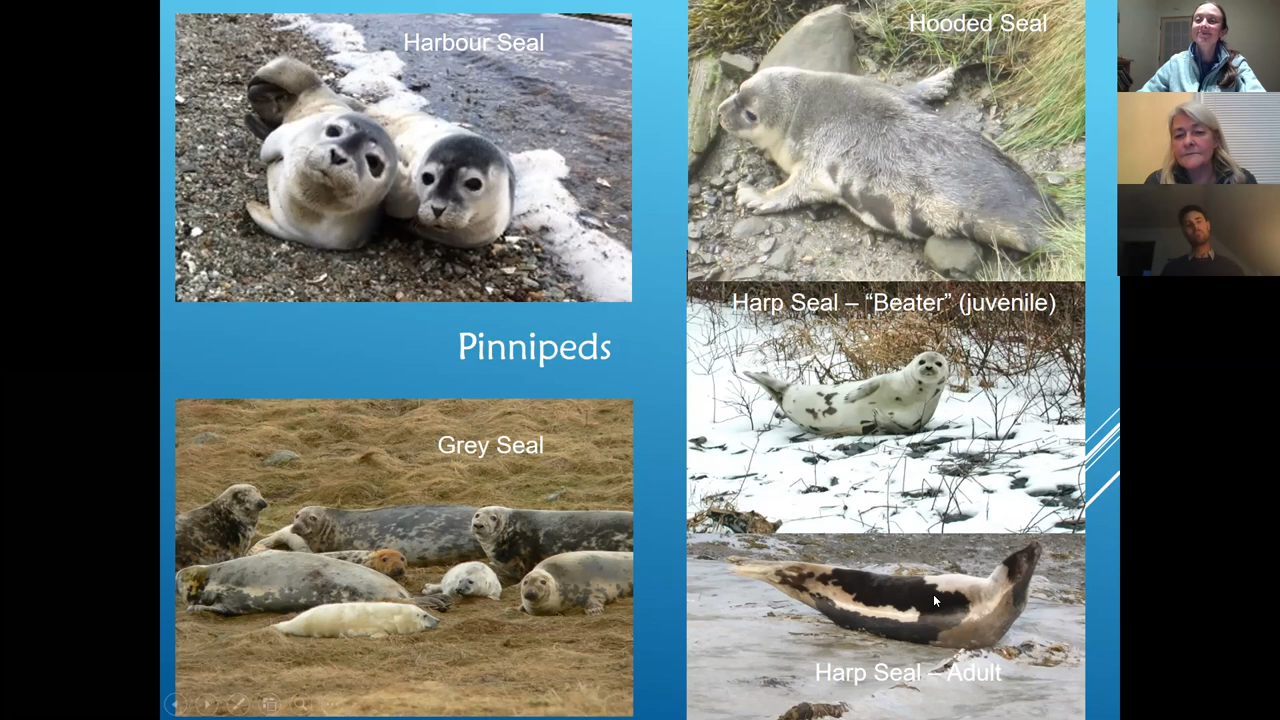 Harbour Seal
Hooded Seal
Harp Seal – “Beater” (juvenile)
Pinnipeds
Grey Seal
Harp Seal – Adult